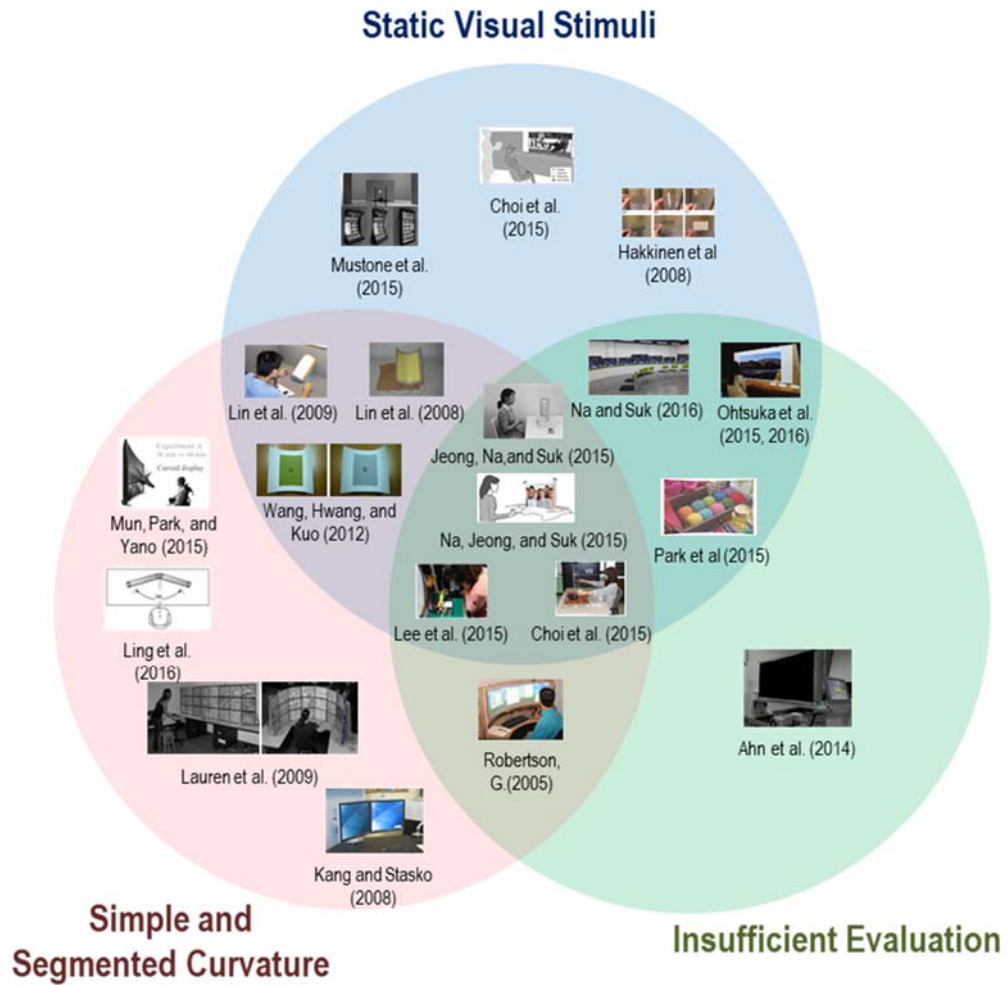 Static Visual Stimuli
Choi et al.
(2015)
Mustone et al.
(2015)
Hakkinen et al
(2008)
Lin et al. (2009)
Lin et al. (2008)
Na and Suk (2016)
Ohtsuka et al.
(2015, 2016)
Jeong, Na,and Suk (2015)
Experiment A
Curved display
Mun, Park, and
Yano (2015)
Wang, Hwang, and
Kuo (2012)
Na, Jeong, and Suk (2015)
Park et al (2015)
Ling et al.
(2016)
Lee et al. (2015)
Choi et al. (2015)
Lauren et al. (2009)
Robertson,
G.(2005)
Ahn et al. (2014)
Kang and Stasko
(2008)
Simple and
Segmented Curvature
Insufficient Evaluation